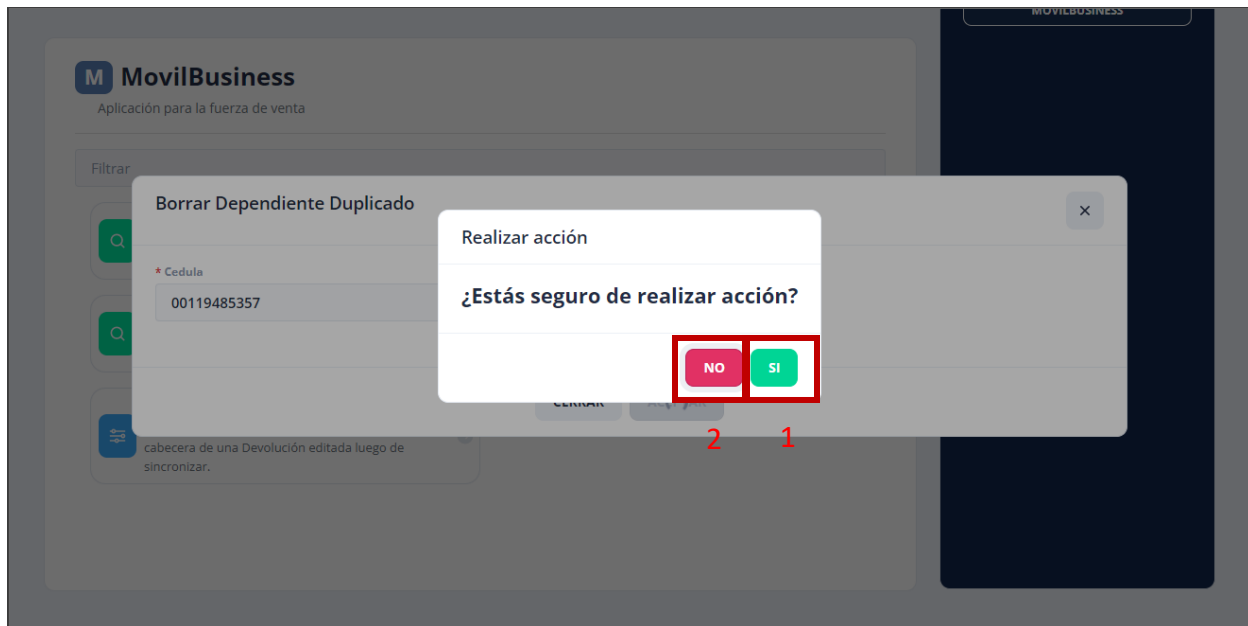 MOVILBUSINESS
M MovilBusiness
Aplicación para la fuerza de venta
Filtrar
Borrar Dependiente Duplicado
×
Realizar acción
* Cedula
00119485357
¿Estás seguro de realizar acción?
NO
SI
CERRAR
2
1
cabecera de una Devolución editada luego de
sincronizar.